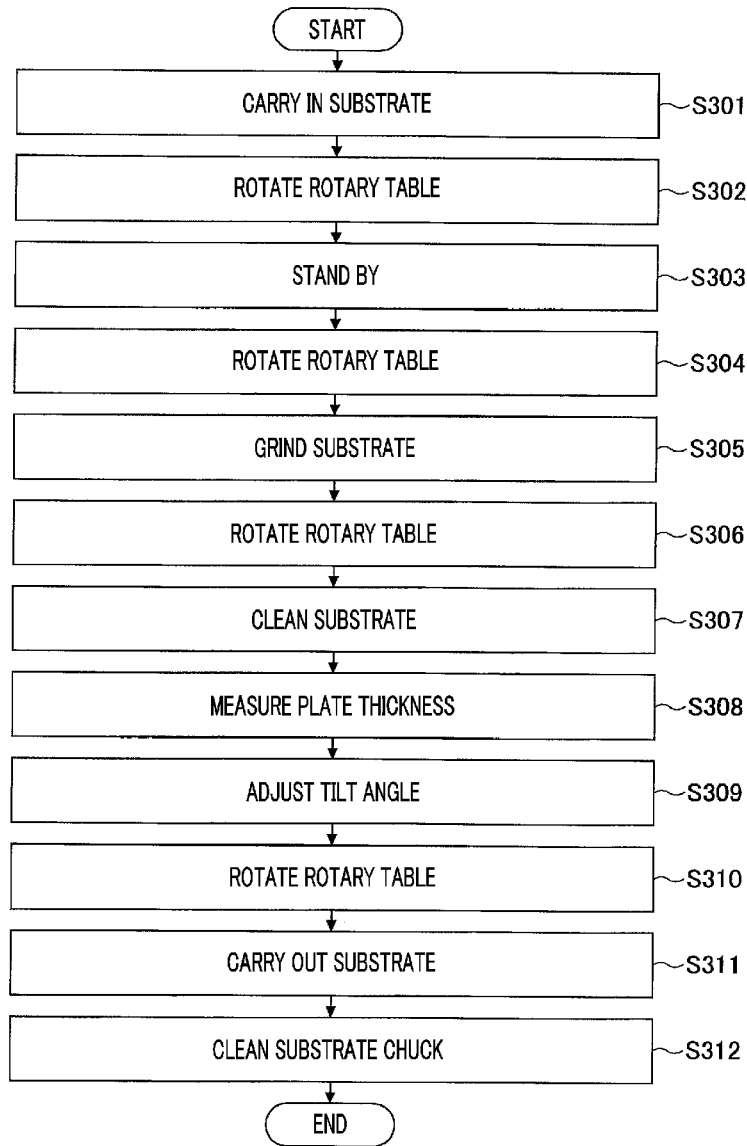 START
CARRY IN SUBSTRATE S301
ROTATE ROTARY TABLE S302
STAND BY S303
ROTATE ROTARY TABLE S304
GRIND SUBSTRATE S305
ROTATE ROTARY TABLE S306
CLEAN SUBSTRATE S307
MEASURE PLATE THICKNESS S308
ADJUST TILT ANGLE S309
ROTATE ROTARY TABLE S310
CARRY OUT SUBSTRATE S311
CLEAN SUBSTRATE CHUCK S312
END